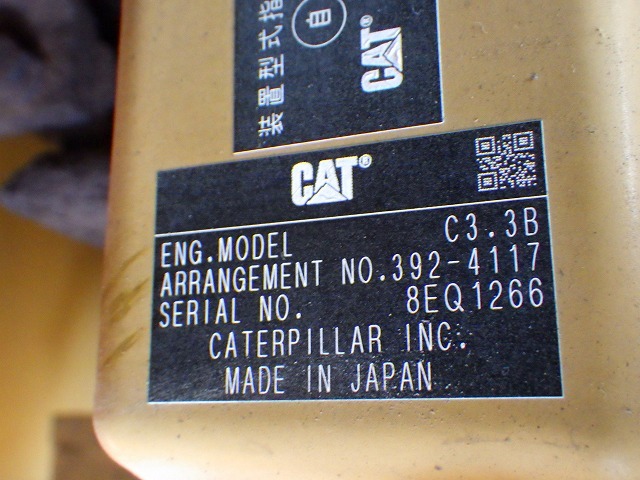 装置型式指
自
CAT®
CAT®
ENG.MODEL C3.3B
ARRANGEMENT NO.392-4117
SERIAL NO. 8EQ1266
CATERPILLAR INC.
MADE IN JAPAN